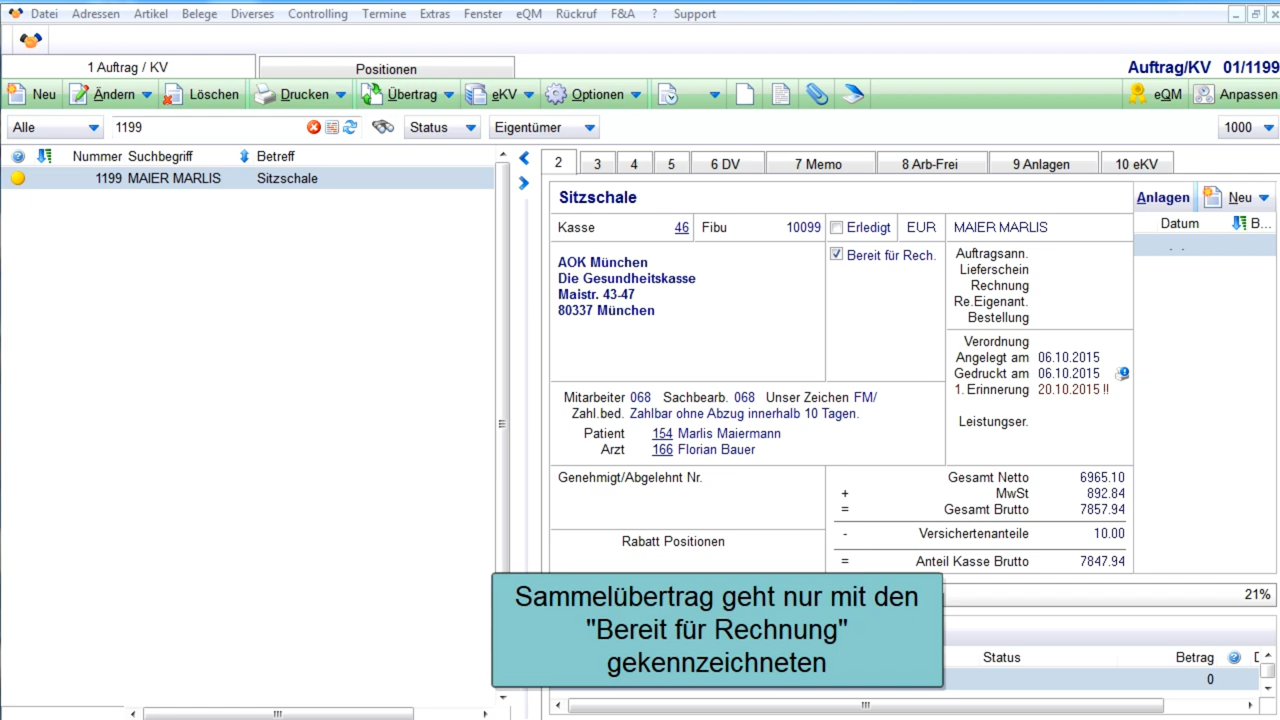 Datei Adressen Artikel Belege Diverses Controlling Termine Extras Fenster eQM Rückruf F&A ? Support
1 Auftrag / KV Positionen Auftrag/KV 01/1199
Neu Ändern Löschen Drucken Übertrag eKV Optionen eQM Anpassen
Alle 1199 Status Eigentümer 1000
Nummer Suchbegriff Betreff
1199 MAIER MARLIS Sitzschale
2 3 4 5 6 DV 7 Memo 8 Arb-Frei 9 Anlagen 10 eKV
Sitzschale
Anlagen Neu
Kasse 46 Fibu 10099 Erledigt EUR MAIER MARLIS
Datum B...
. .
AOK München
Die Gesundheitskasse
Maistr. 43-47
80337 München
Bereit für Rech.
Auftragsann.
Lieferschein
Rechnung
Re.Eigenant.
Bestellung
Verordnung
Angelegt am 06.10.2015
Gedruckt am 06.10.2015
1. Erinnerung 20.10.2015 !!
Leistungser.
Mitarbeiter 068 Sachbearb. 068 Unser Zeichen FM/
Zahl.bed. Zahlbar ohne Abzug innerhalb 10 Tagen.
Patient 154 Marlis Maiermann
Arzt 166 Florian Bauer
Genehmigt/Abgelehnt Nr.
Rabatt Positionen
Gesamt Netto 6965.10
+ MwSt 892.84
= Gesamt Brutto 7857.94
- Versichertenanteile 10.00
= Anteil Kasse Brutto 7847.94
21%
Sammelübertrag geht nur mit den
"Bereit für Rechnung"
gekennzeichneten
Status Betrag
0